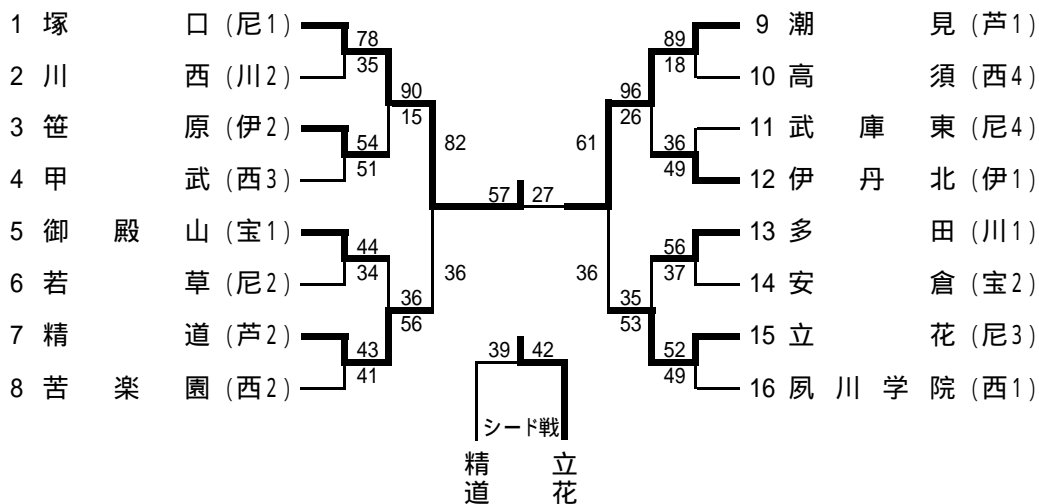 1 塚口(尼1)
2 川西(川2)
3 笹原(伊2)
4 甲武(西3)
5 御殿山(宝1)
6 若草(尼2)
7 精道(芦2)
8 苦楽園(西2)
78
35
54
51
44
34
43
41
90
15
36
56
82
36
57 27
61
36
96
26
35
53
89
18
36
49
56
37
52
49
9 潮見(芦1)
10 高須(西4)
11 武庫東(尼4)
12 伊丹北(伊1)
13 多田(川1)
14 安倉(宝2)
15 立花(尼3)
16 夙川学院(西1)
39 42
シード戦
精道
立花